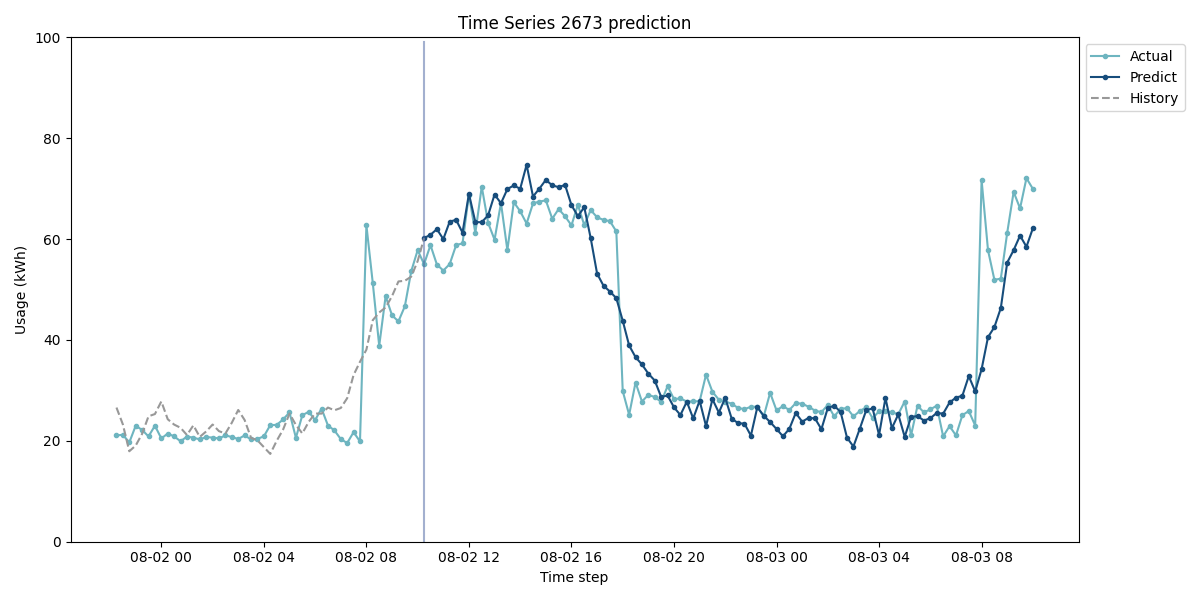 Time Series 2673 prediction
Usage (kWh)
100
80
60
40
20
0
08-02 00
08-02 04
08-02 08
08-02 12
08-02 16
08-02 20
08-03 00
08-03 04
08-03 08
Time step
Actual
Predict
History